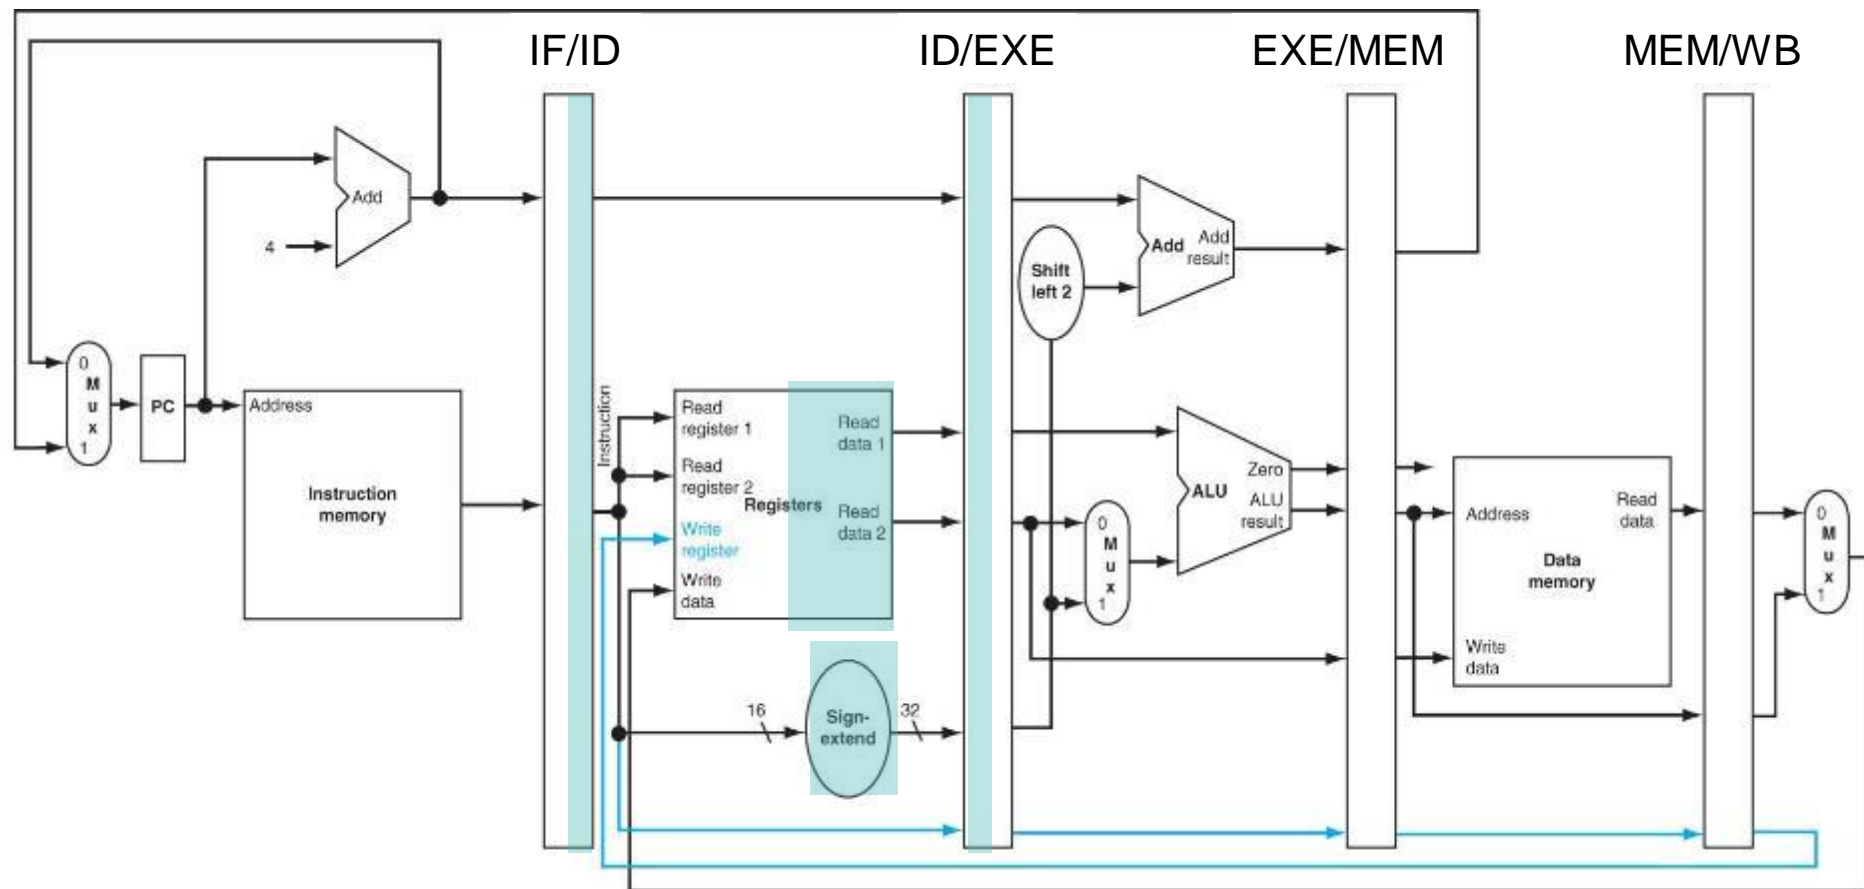 IF/ID
ID/EXE
EXE/MEM
MEM/WB
Add
4
0
M
u
x
1
PC
Address
Instruction
memory
Instruction
Read
register 1
Read
register 2
Write
register
Write
data
Registers
Read
data 1
Read
data 2
16
Sign-
extend
32
Shift
left 2
Add
Add
result
0
M
u
x
1
ALU
Zero
ALU
result
Address
Read
data
Data
memory
Write
data
0
M
u
x
1